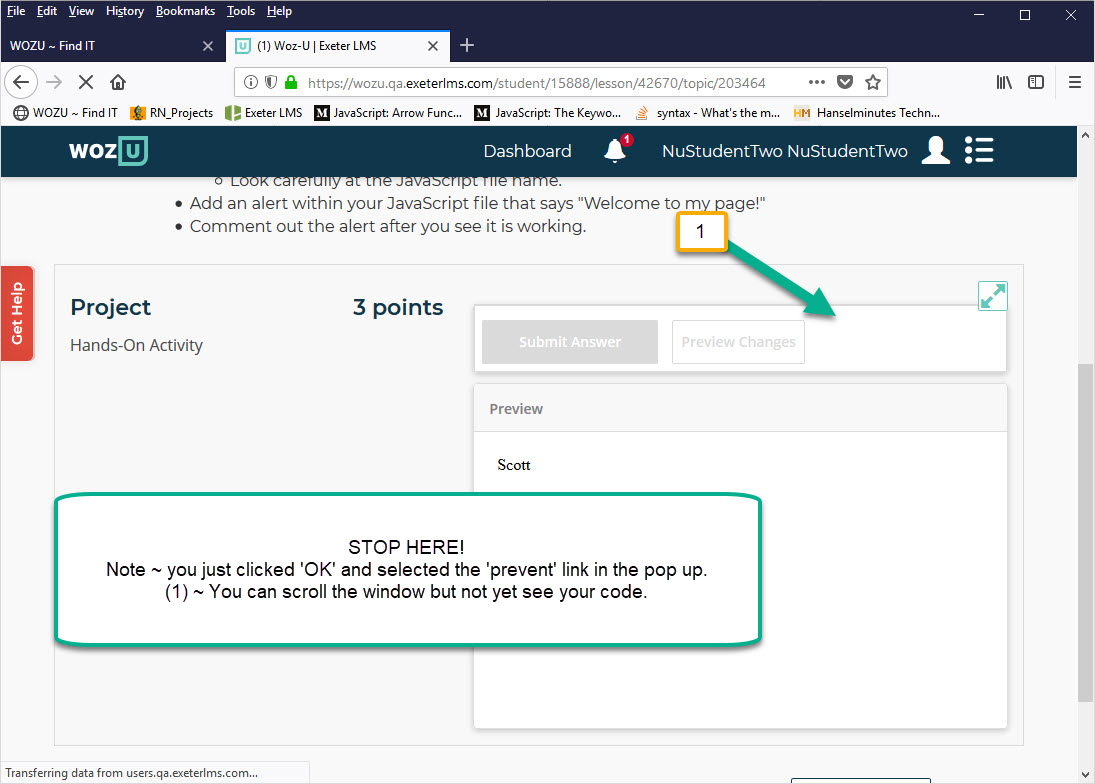 File Edit View History Bookmarks Tools Help
WOZU ~ Find IT
(1) Woz-U | Exeter LMS
https://wozu.qa.exeterlms.com/student/15888/lesson/42670/topic/203464
WOZU ~ Find IT RN_Projects Exeter LMS JavaScript: Arrow Func... JavaScript: The Keywo... syntax - What's the m... Hanselminutes Techn...
WOZ U Dashboard 1 NuStudentTwo NuStudentTwo
Look carefully at the JavaScript file name.
Add an alert within your JavaScript file that says "Welcome to my page!"
Comment out the alert after you see it is working.
1
Get Help
Project 3 points
Hands-On Activity
Submit Answer Preview Changes
Preview
Scott
STOP HERE!
Note ~ you just clicked 'OK' and selected the 'prevent' link in the pop up.
(1) ~ You can scroll the window but not yet see your code.
Transferring data from users.qa.exeterlms.com...